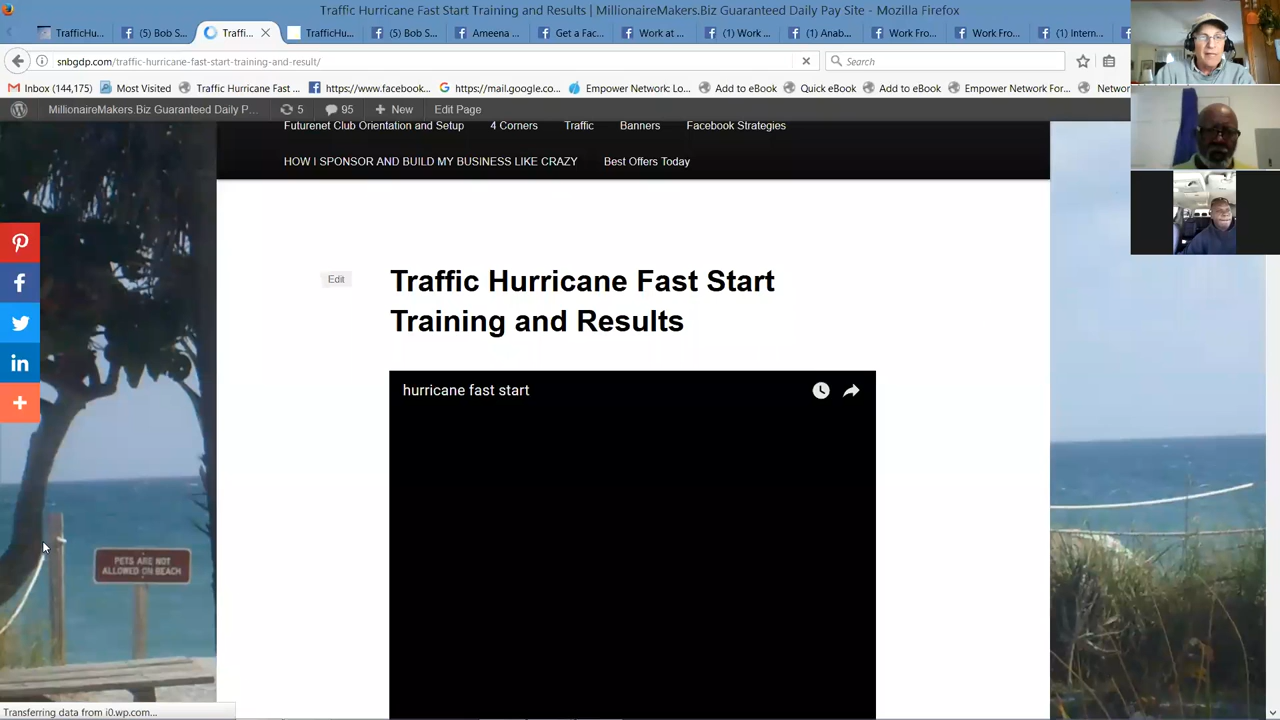 Traffic Hurricane Fast Start Training and Results | MillionaireMakers.Biz Guaranteed Daily Pay Site - Mozilla Firefox
TrafficHu...
(5) Bob S...
Traffi...
TrafficHu...
(5) Bob S...
Ameena ...
Get a Fac...
Work at ...
(1) Work ...
(1) Anab...
Work Fro...
Work Fro...
(1) Intern...
snbgdp.com/traffic-hurricane-fast-start-training-and-result/
Search
Inbox (144,175)
Most Visited
Traffic Hurricane Fast ...
https://www.facebook...
https://mail.google.co...
Empower Network: Lo...
Add to eBook
Quick eBook
Add to eBook
Empower Network For...
Network
MillionaireMakers.Biz Guaranteed Daily P...
5
95
New
Edit Page
Futurenet Club Orientation and Setup
4 Corners
Traffic
Banners
Facebook Strategies
HOW I SPONSOR AND BUILD MY BUSINESS LIKE CRAZY
Best Offers Today
Edit
Traffic Hurricane Fast Start
Training and Results
hurricane fast start
PETS ARE NOT
ALLOWED ON BEACH
Transferring data from i0.wp.com...